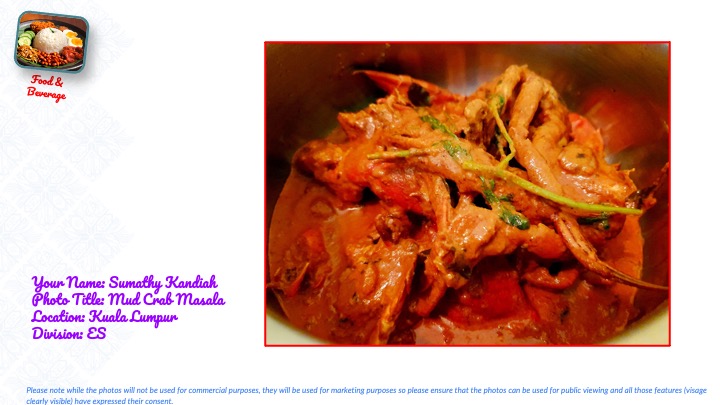 Food &
Beverage
Your Name: Sumathy Kandiah
Photo Title: Mud Crab Masala
Location: Kuala Lumpur
Division: ES
Please note while the photos will not be used for commercial purposes, they will be used for marketing purposes so please ensure that the photos can be used for public viewing and all those features (visage
clearly visible) have expressed their consent.